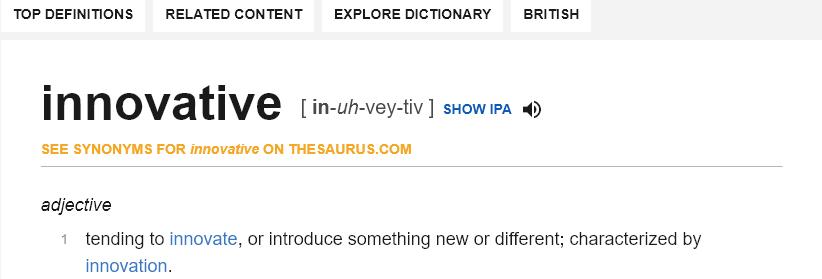 TOP DEFINITIONS RELATED CONTENT EXPLORE DICTIONARY BRITISH
innovative [ in-uh-vey-tiv ] SHOW IPA
SEE SYNONYMS FOR innovative ON THESAURUS.COM
adjective
1 tending to innovate, or introduce something new or different; characterized by
innovation.